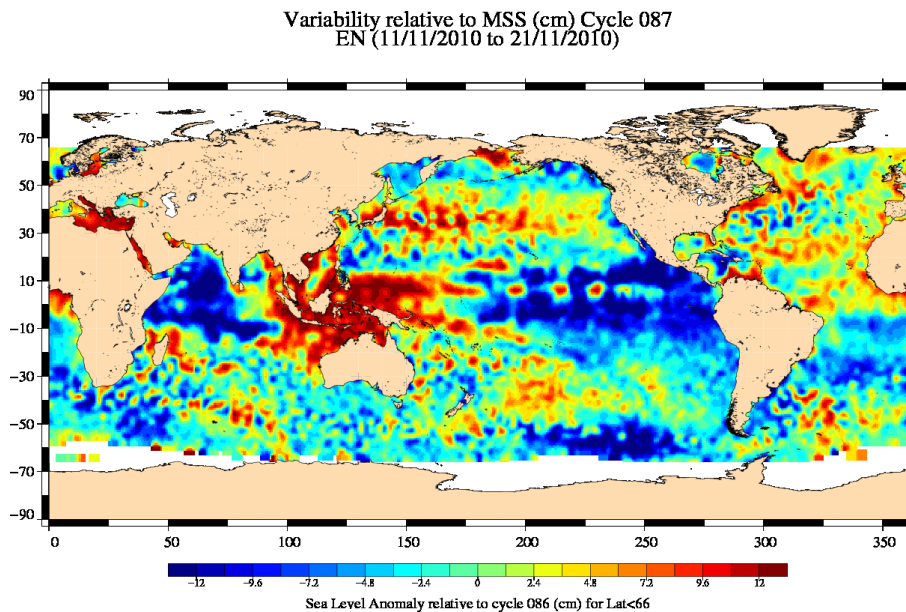 Variability relative to MSS (cm) Cycle 087
EN (11/11/2010 to 21/11/2010)
90
70
50
30
10
−10
−30
−50
−70
−90
0 50 100 150 200 250 300 350
−12 −9.6 −7.2 −4.8 −2.4 0 2.4 4.8 7.2 9.6 12
Sea Level Anomaly relative to cycle 086 (cm) for Lat<66